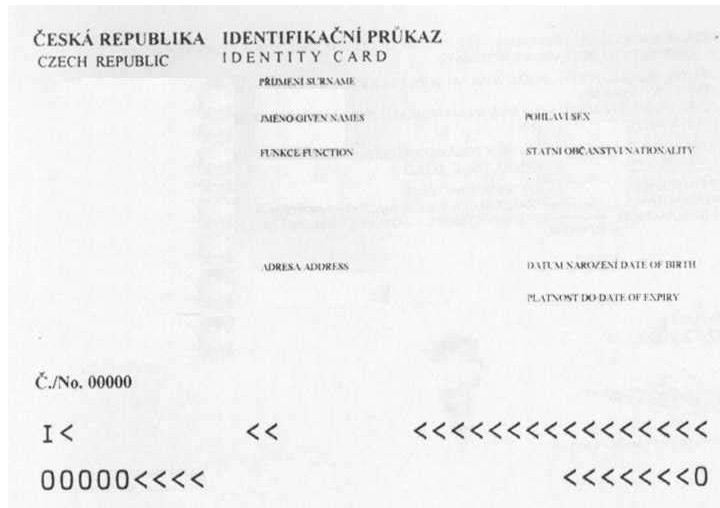 ČESKÁ REPUBLIKA IDENTIFIKAČNÍ PRŮKAZ
CZECH REPUBLIC IDENTITY CARD
PŘÍJMENÍ/SURNAME
JMÉNO/GIVEN NAMES POHLAVÍ/SEX
FUNKCE/FUNCTION STÁTNÍ OBČANSTVÍ/NATIONALITY
ADRESA/ADDRESS DATUM NAROZENÍ/DATE OF BIRTH
PLATNOST DO/DATE OF EXPIRY
Č./No. 00000
I< << <<<<<<<<<<<<<<<<
00000<<<< <<<<<<<0